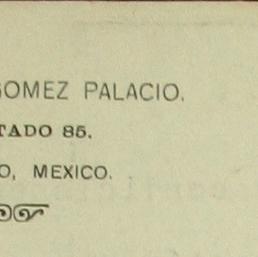 GOMEZ PALACIO.
TADO 85.
O, MEXICO.